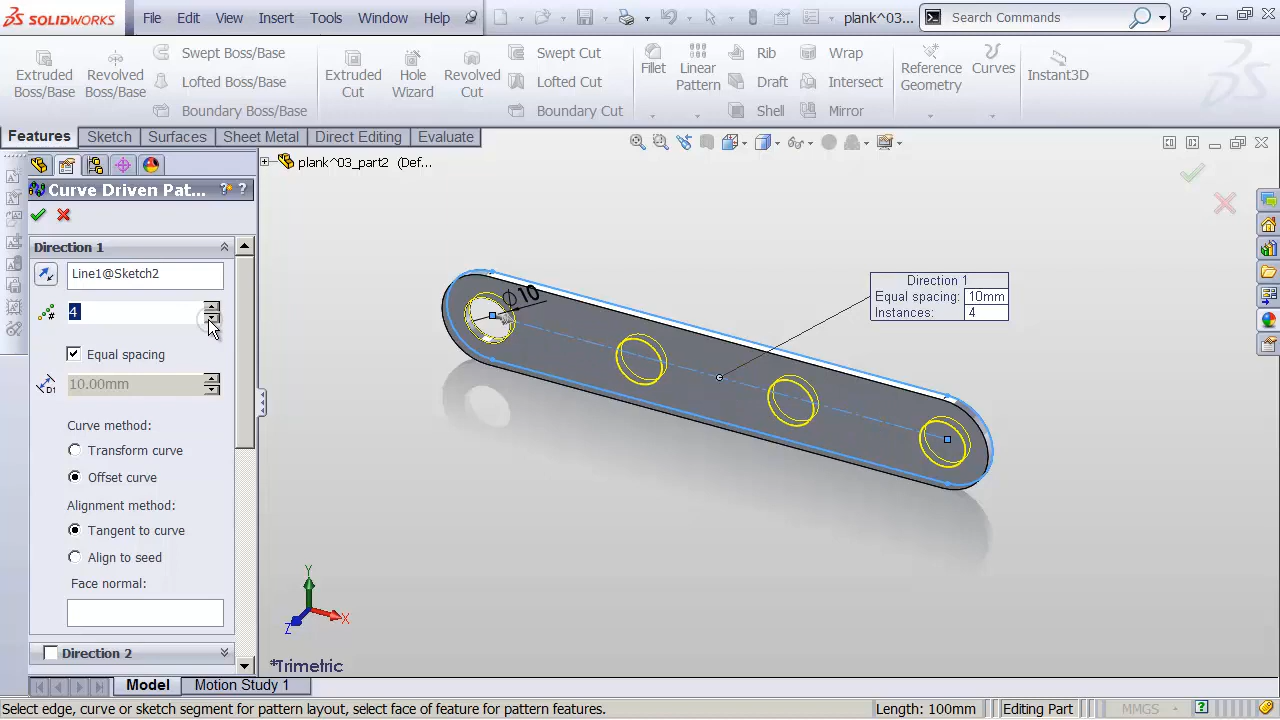 SOLIDWORKS File Edit View Insert Tools Window Help plank^03_... Search Commands
Extruded Boss/Base
Revolved Boss/Base
Swept Boss/Base
Lofted Boss/Base
Boundary Boss/Base
Extruded Cut
Hole Wizard
Revolved Cut
Swept Cut
Lofted Cut
Boundary Cut
Fillet
Linear Pattern
Rib
Draft
Shell
Wrap
Intersect
Mirror
Reference Geometry
Curves
Instant3D
Features Sketch Surfaces Sheet Metal Direct Editing Evaluate
plank^03_part2 (Def...
Curve Driven Pat... ? ?
Direction 1
Line1@Sketch2
4
Equal spacing
D1 10.00mm
Curve method:
Transform curve
Offset curve
Alignment method:
Tangent to curve
Align to seed
Face normal:
Direction 2
Ø10
Direction 1
Equal spacing: 10mm
Instances: 4
Y
X
Z
*Trimetric
Model Motion Study 1
Select edge, curve or sketch segment for pattern layout, select face of feature for pattern features. Length: 100mm Editing Part MMGS ?